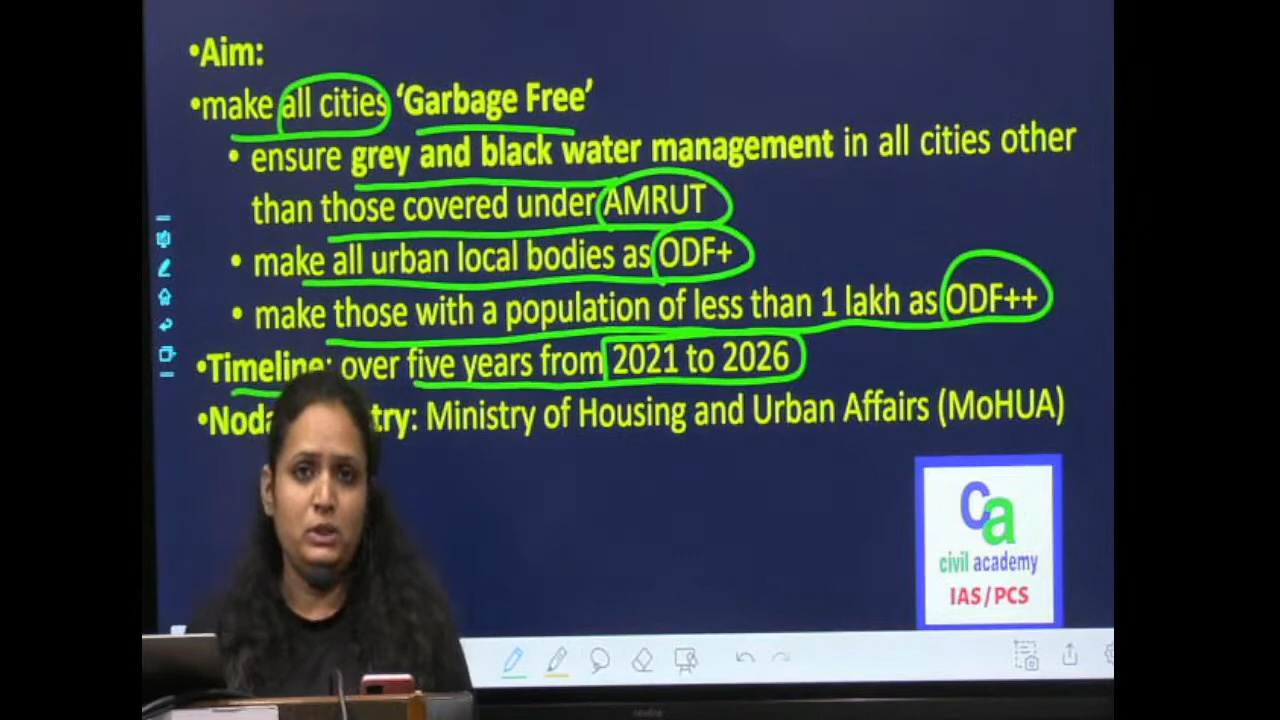 •Aim:
•make all cities ‘Garbage Free’
• ensure grey and black water management in all cities other
than those covered under AMRUT
• make all urban local bodies as ODF+
• make those with a population of less than 1 lakh as ODF++
•Timeline: over five years from 2021 to 2026
•Noda try: Ministry of Housing and Urban Affairs (MoHUA)
ca
civil academy
IAS/PCS